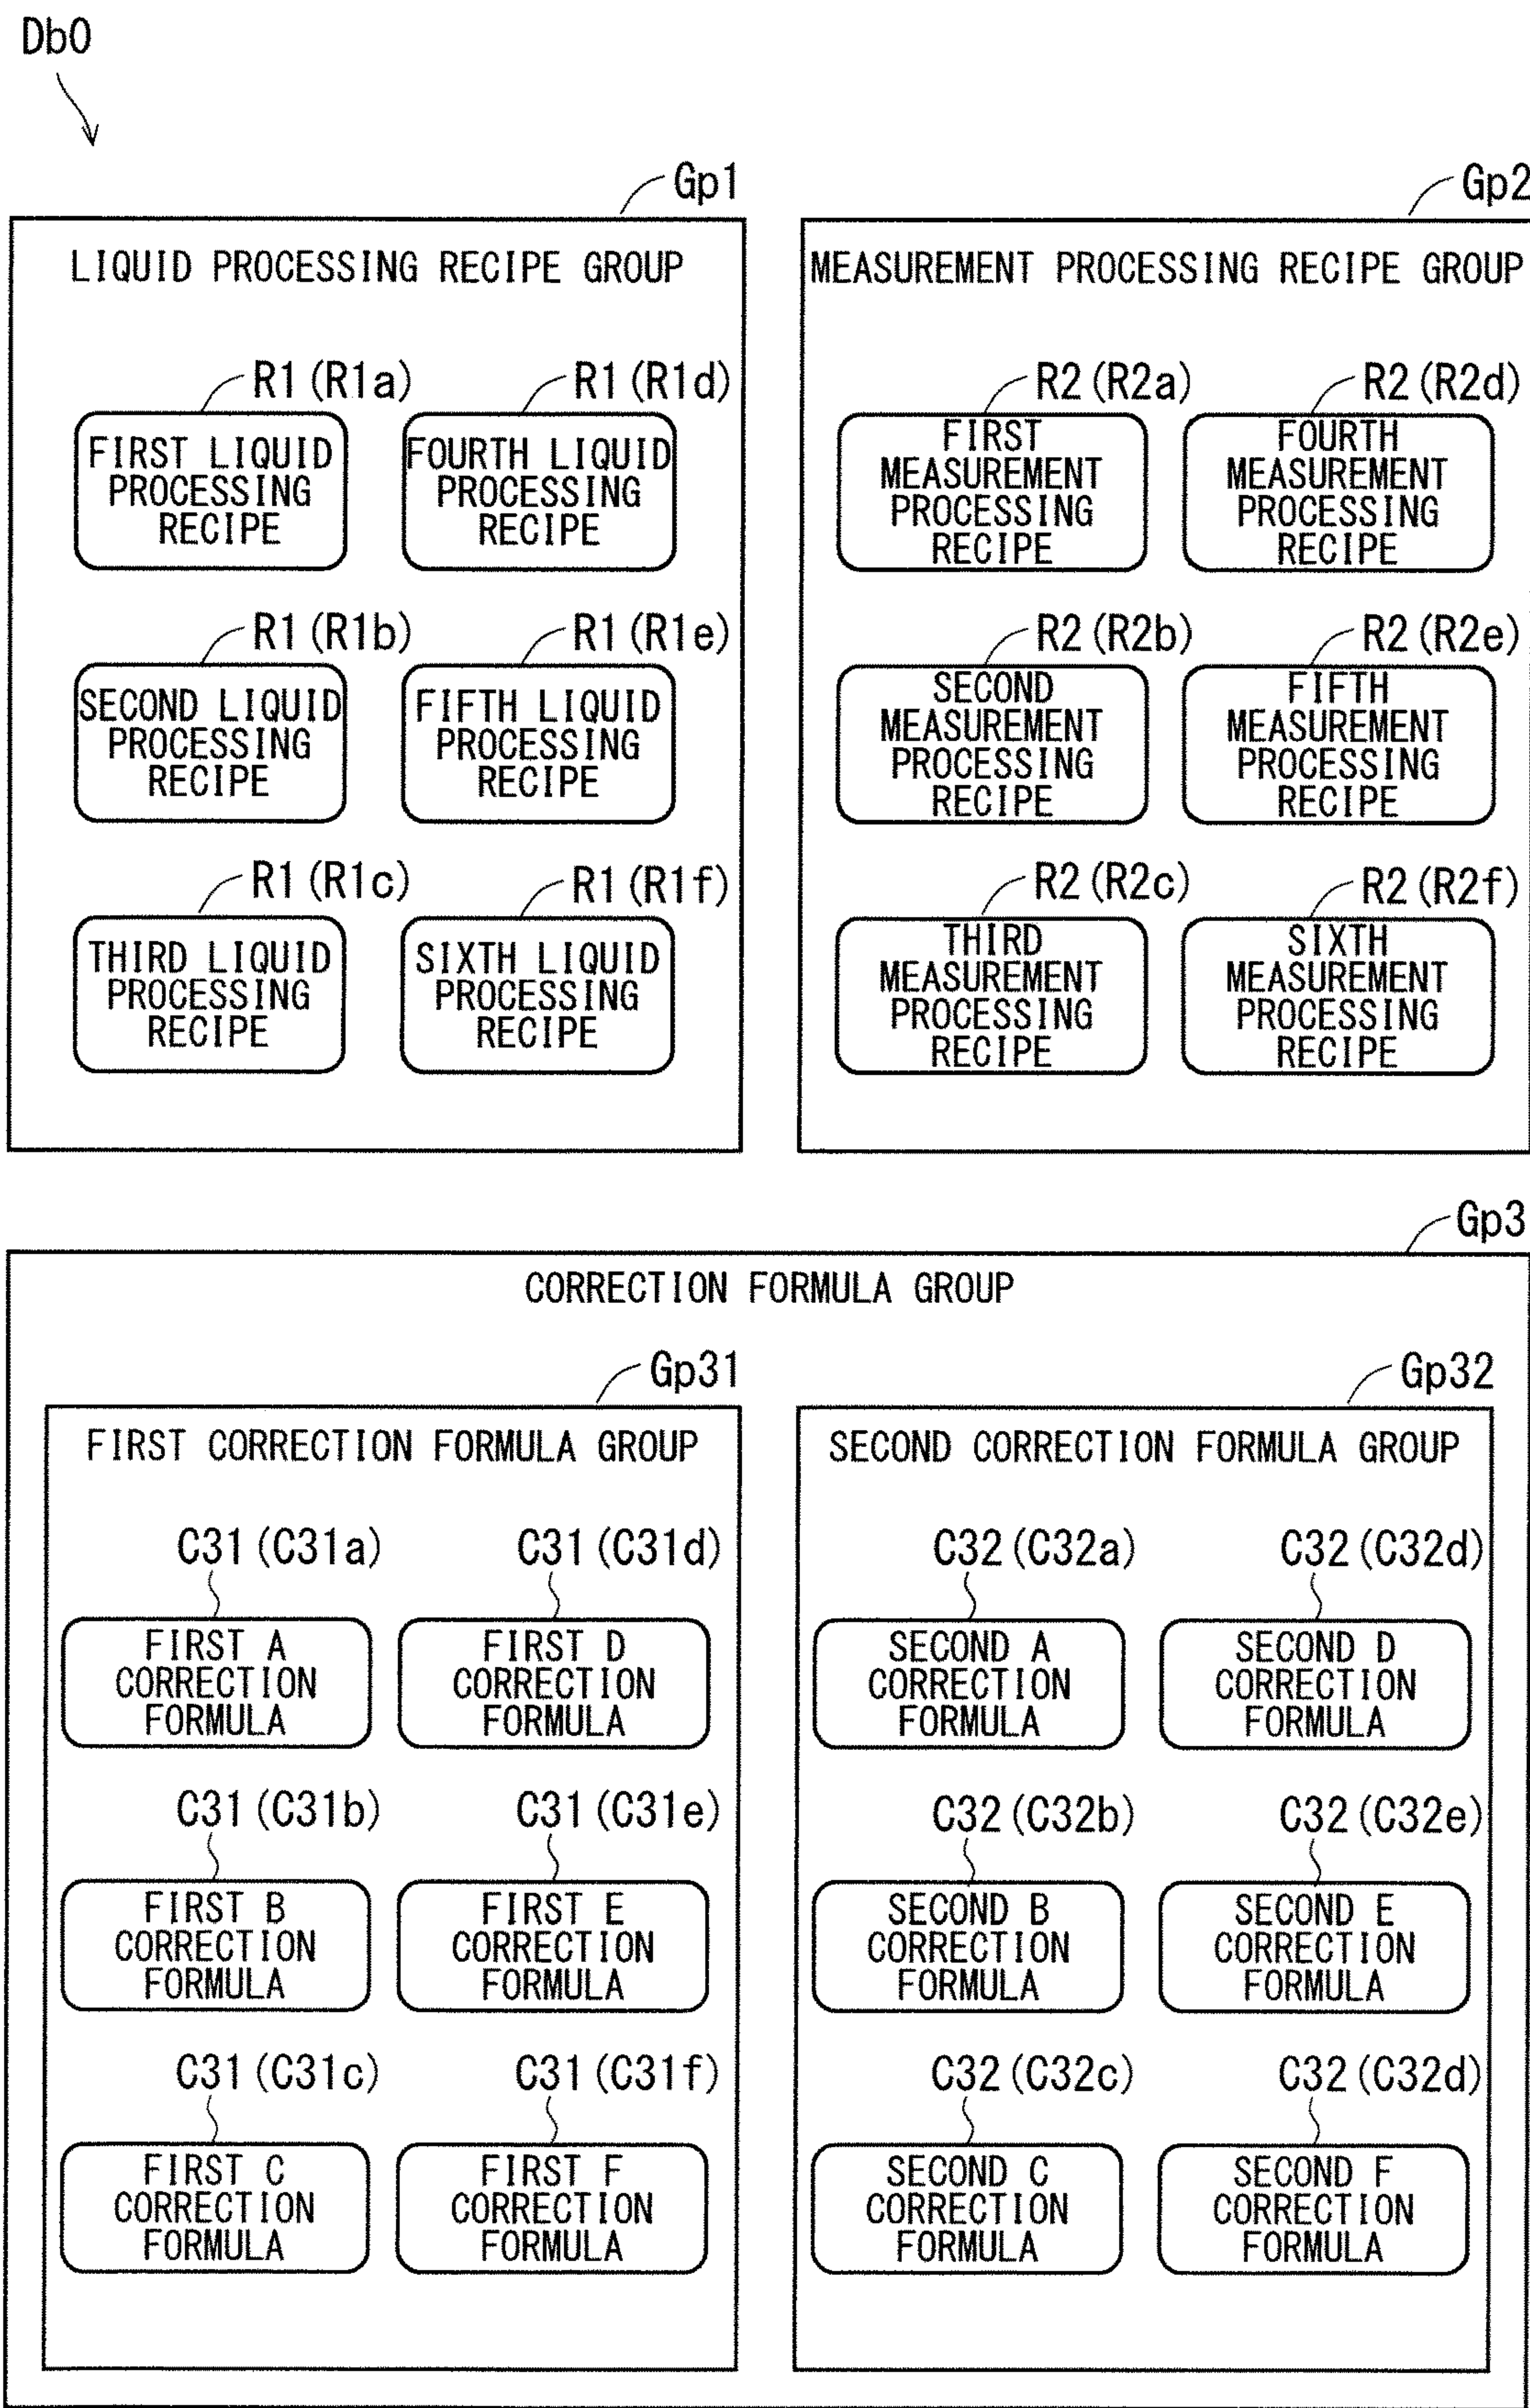 Db0
Gp1
LIQUID PROCESSING RECIPE GROUP
R1(R1a)
FIRST LIQUID
PROCESSING
RECIPE
R1(R1d)
FOURTH LIQUID
PROCESSING
RECIPE
R1(R1b)
SECOND LIQUID
PROCESSING
RECIPE
R1(R1e)
FIFTH LIQUID
PROCESSING
RECIPE
R1(R1c)
THIRD LIQUID
PROCESSING
RECIPE
R1(R1f)
SIXTH LIQUID
PROCESSING
RECIPE
Gp2
MEASUREMENT PROCESSING RECIPE GROUP
R2(R2a)
FIRST
MEASUREMENT
PROCESSING
RECIPE
R2(R2d)
FOURTH
MEASUREMENT
PROCESSING
RECIPE
R2(R2b)
SECOND
MEASUREMENT
PROCESSING
RECIPE
R2(R2e)
FIFTH
MEASUREMENT
PROCESSING
RECIPE
R2(R2c)
THIRD
MEASUREMENT
PROCESSING
RECIPE
R2(R2f)
SIXTH
MEASUREMENT
PROCESSING
RECIPE
Gp3
CORRECTION FORMULA GROUP
Gp31
FIRST CORRECTION FORMULA GROUP
C31(C31a)
FIRST A
CORRECTION
FORMULA
C31(C31d)
FIRST D
CORRECTION
FORMULA
C31(C31b)
FIRST B
CORRECTION
FORMULA
C31(C31e)
FIRST E
CORRECTION
FORMULA
C31(C31c)
FIRST C
CORRECTION
FORMULA
C31(C31f)
FIRST F
CORRECTION
FORMULA
Gp32
SECOND CORRECTION FORMULA GROUP
C32(C32a)
SECOND A
CORRECTION
FORMULA
C32(C32d)
SECOND D
CORRECTION
FORMULA
C32(C32b)
SECOND B
CORRECTION
FORMULA
C32(C32e)
SECOND E
CORRECTION
FORMULA
C32(C32c)
SECOND C
CORRECTION
FORMULA
C32(C32d)
SECOND F
CORRECTION
FORMULA